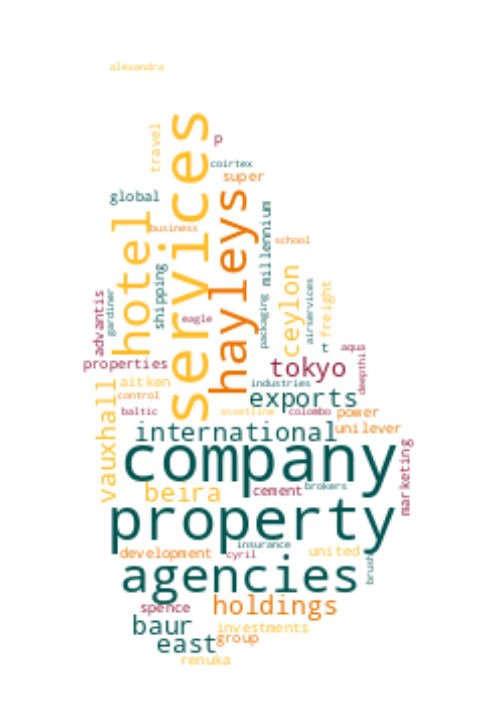 alexandra
services
p
travel
coirtex
super
global
hotel
business
hayleys
millennium
school
shipping
ceylon
airservices
freight
advantis
gardiner
eagle
packaging
t
aqua
properties
tokyo
deepthi
aitken
industries
control
vauxhall
exports
baltic
assetline
colombo
power
international
unilever
company
marketing
beira
cement
brokers
property
insurance
development
cyril
united
agencies
brush
spence
holdings
baur
investments
east
group
renuka